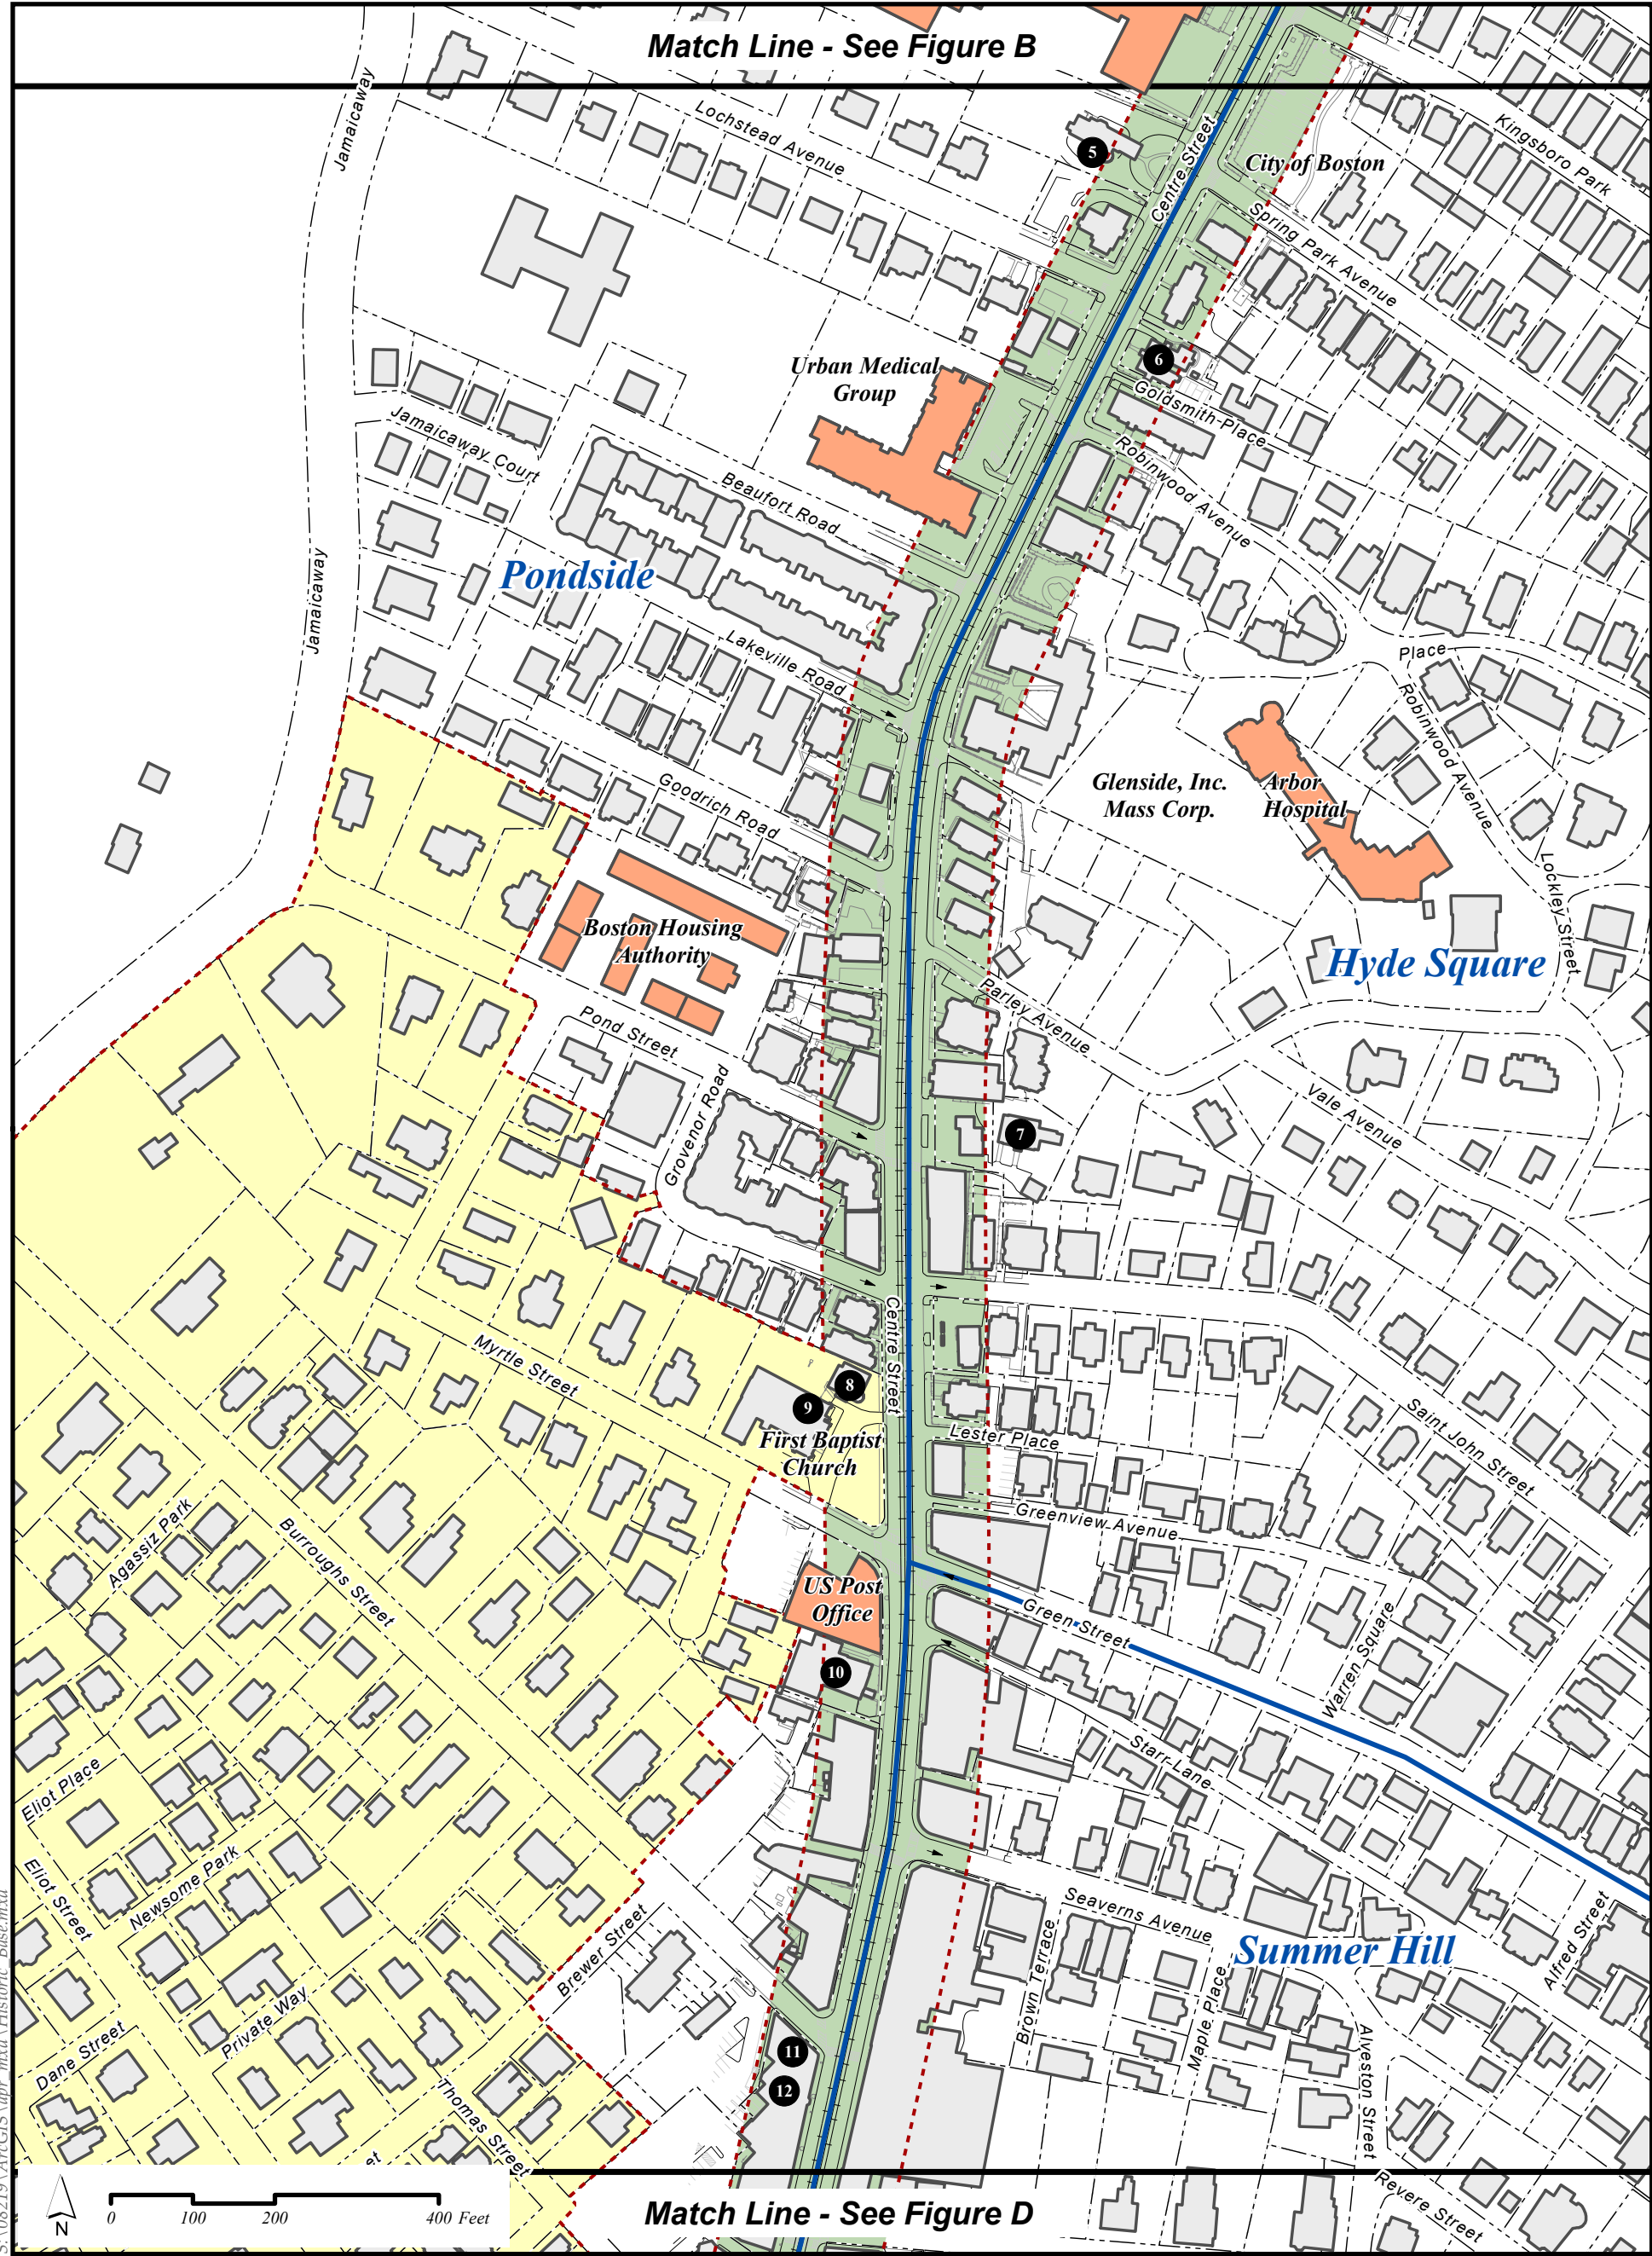 Match Line - See Figure B
Jamaicaway
Lochstead Avenue
5
Centre Street
City of Boston
Kingsboro Park
Spring Park Avenue
Urban Medical
Group
6
Goldsmith Place
Robinwood Avenue
Jamaicaway Court
Beaufort Road
Jamaicaway
Pondside
Lakeville Road
Place
Robinwood Avenue
Goodrich Road
Glenside, Inc.
Mass Corp.
Arbor
Hospital
Lockley Street
Boston Housing
Authority
Hyde Square
Parley Avenue
Pond Street
Grovenor Road
Vale Avenue
7
Centre Street
Myrtle Street
8
9
First Baptist
Church
Lester Place
Saint John Street
Greenview Avenue
Agassiz Park
Burroughs Street
US Post
Office
Green Street
Warren Square
10
Starr Lane
Eliot Place
Eliot Street
Newsome Park
Brewer Street
Seaverns Avenue
Brown Terrace
Summer Hill
Maple Place
Alfred Street
Private Way
Dane Street
Thomas Street
11
12
Alveston Street
et
Revere Street
N
0 100 200 400 Feet
Match Line - See Figure D